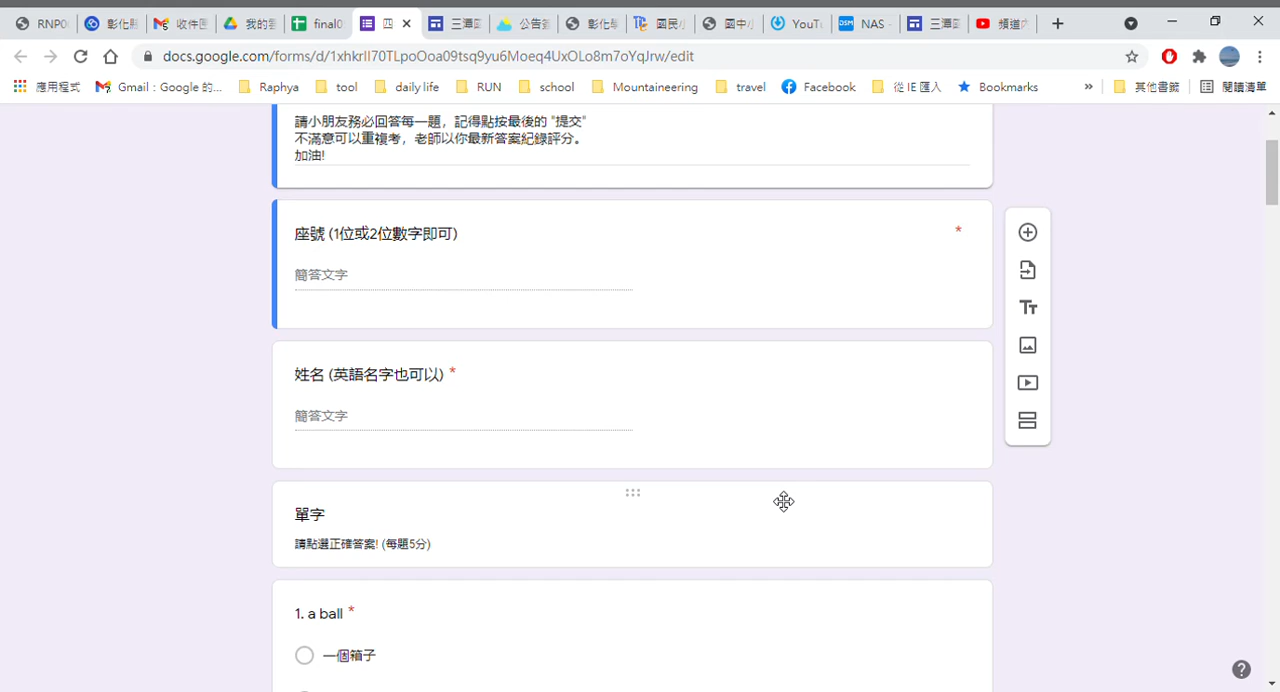 RNP0
彰化縣
收件匣
我的雲
final0
四
三潭國
公告登
彰化縣
國民小
國中小
YouTu
NAS -
三潭國
頻道內
docs.google.com/forms/d/1xhkrII70TLpoOoa09tsq9yu6Moeq4UxOLo8m7oYqJrw/edit
應用程式
Gmail：Google 的...
Raphya
tool
daily life
RUN
school
Mountaineering
travel
Facebook
從 IE 匯入
Bookmarks
»
其他書籤
閱讀清單
請小朋友務必回答每一題，記得點按最後的 "提交"
不滿意可以重複考，老師以你最新答案紀錄評分。
加油!
座號 (1位或2位數字即可)
*
簡答文字
姓名 (英語名字也可以) *
簡答文字
單字
請點選正確答案! (每題5分)
1. a ball *
一個箱子